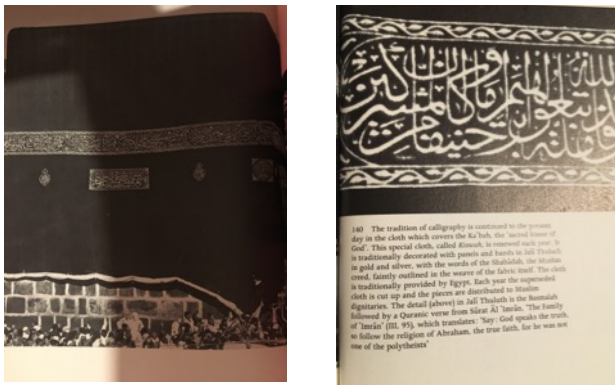 ملة إبراهيم حنيفا وما كان من المشركين
140 The tradition of calligraphy is continued to the present
day in the cloth which covers the Ka'bah, the 'sacred house of
God'. This special cloth, called Kiswah, is renewed each year. It
is traditionally decorated with panels and bands in Jalī Thuluth
in gold and silver, with the words of the Shahādah, the Muslim
creed, faintly outlined in the weave of the fabric itself. The cloth
is traditionally provided by Egypt. Each year the superseded
cloth is cut up and the pieces are distributed to Muslim
dignitaries. The detail (above) in Jalī Thuluth is the Basmalah
followed by a Quranic verse from Sūrat Āl 'Imrān, 'The Family
of 'Imrān' (III, 95), which translates: 'Say: God speaks the truth,
so follow the religion of Abraham, the true faith, for he was not
one of the polytheists'